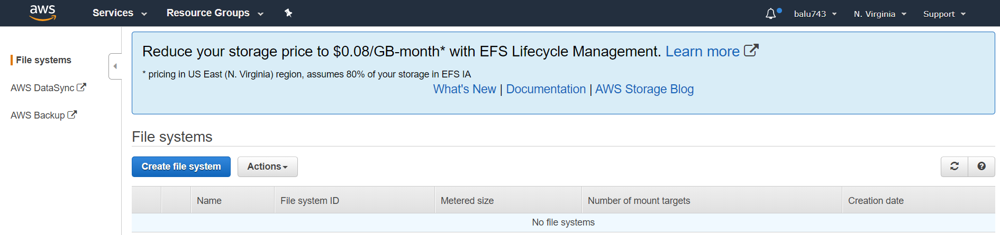 aws Services Resource Groups balu743 N. Virginia Support
File systems
AWS DataSync
AWS Backup
Reduce your storage price to $0.08/GB-month* with EFS Lifecycle Management. Learn more
* pricing in US East (N. Virginia) region, assumes 80% of your storage in EFS IA
What's New | Documentation | AWS Storage Blog
File systems
Create file system Actions
Name File system ID Metered size Number of mount targets Creation date
No file systems